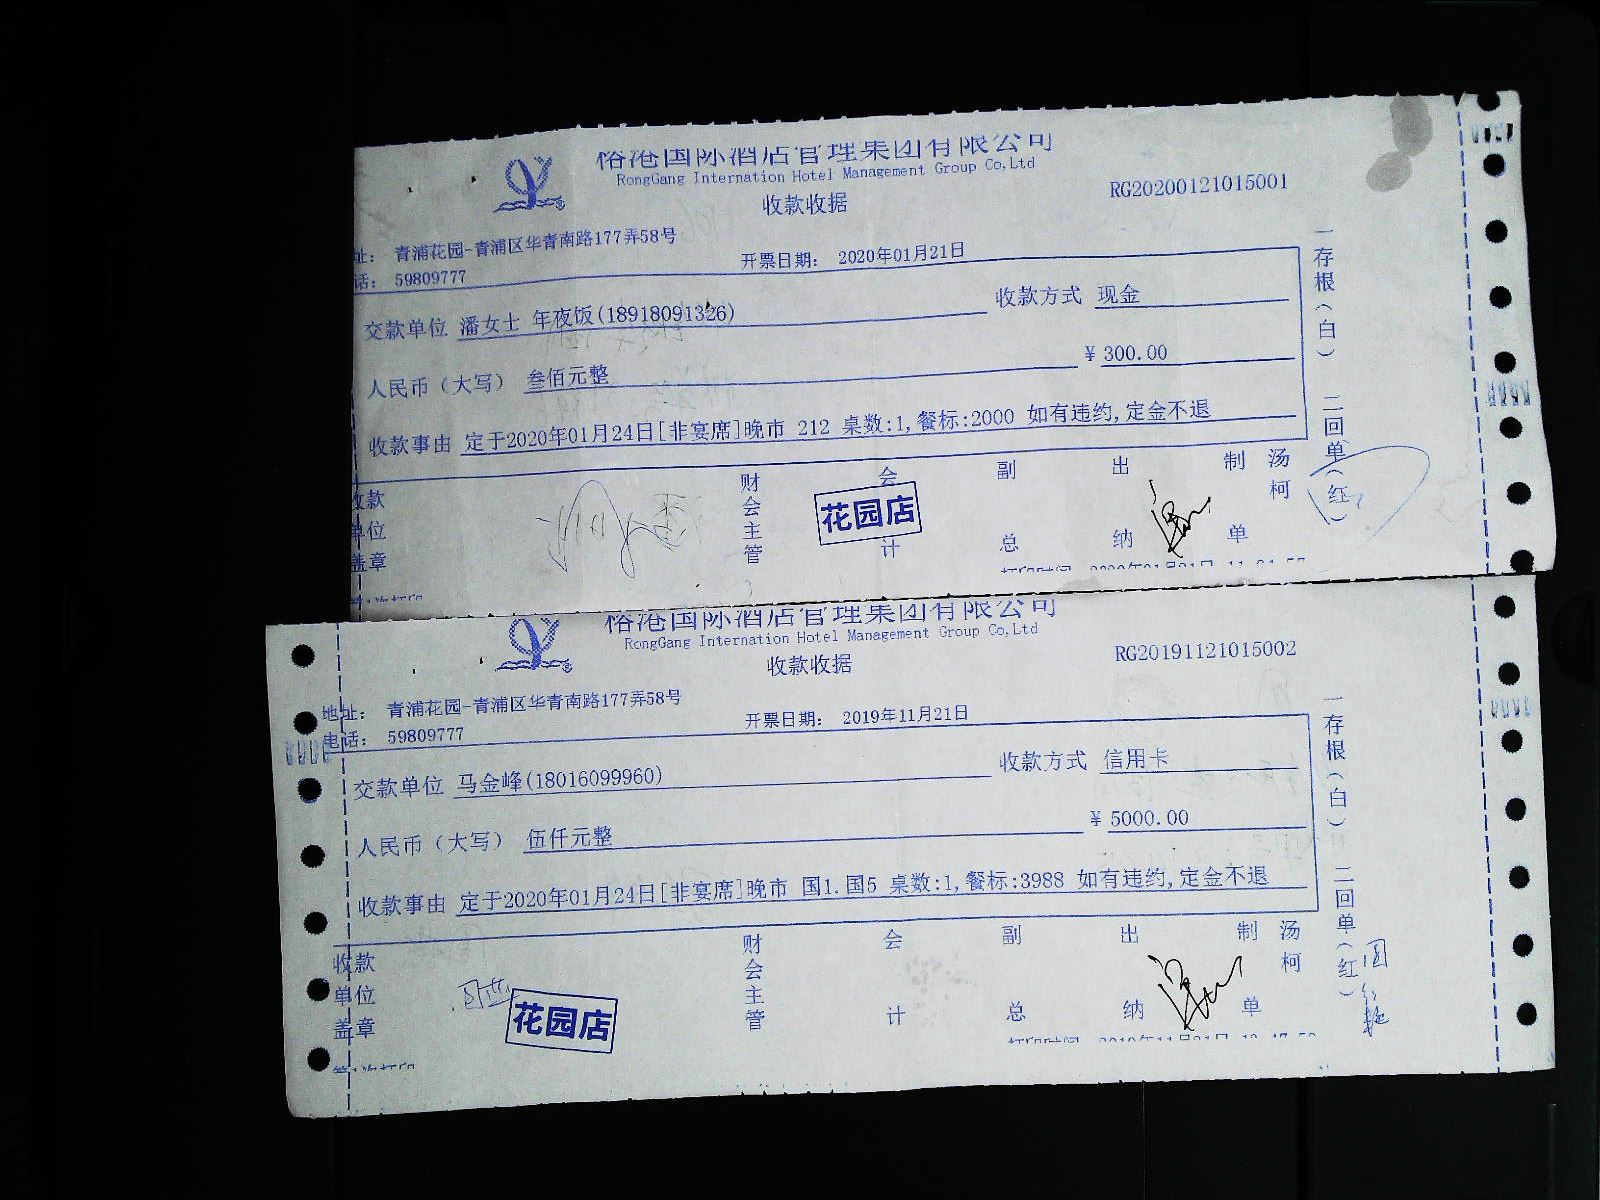 榕港国际酒店管理集团有限公司
RongGang Internation Hotel Management Group Co,Ltd
收款收据
RG20200121015001
址： 青浦花园-青浦区华青南路177弄58号
话： 59809777
开票日期： 2020年01月21日
交款单位 潘女士 年夜饭(18918091326)
收款方式 现金
人民币（大写） 叁佰元整
¥ 300.00
收款事由 定于2020年01月24日[非宴席]晚市 212 桌数:1,餐标:2000 如有违约,定金不退
一存根（白） 二回单（红）
收款单位盖章
财会主管
会计
副总
出纳
制单
汤柯
花园店
榕港国际酒店管理集团有限公司
RongGang Internation Hotel Management Group Co,Ltd
收款收据
RG20191121015002
地址： 青浦花园-青浦区华青南路177弄58号
电话： 59809777
开票日期： 2019年11月21日
交款单位 马金峰(18016099960)
收款方式 信用卡
人民币（大写） 伍仟元整
¥ 5000.00
收款事由 定于2020年01月24日[非宴席]晚市 国1.国5 桌数:1,餐标:3988 如有违约,定金不退
一存根（白） 二回单（红）
收款单位盖章
财会主管
会计
副总
出纳
制单
汤柯
花园店